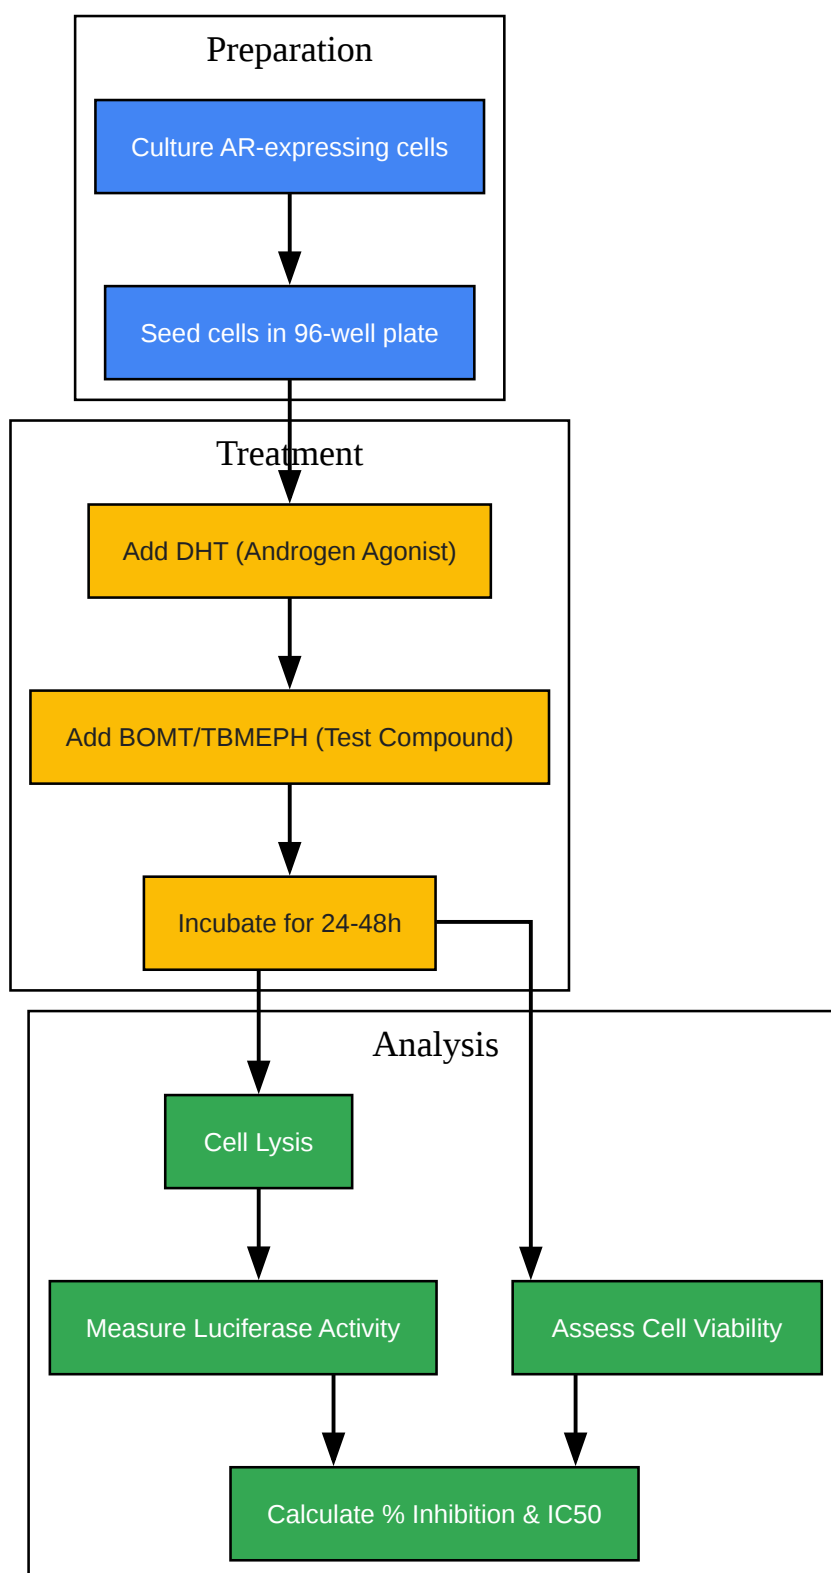 Preparation
Culture AR-expressing cells
Seed cells in 96-well plate
Treatment
Add DHT (Androgen Agonist)
Add BOMT/TBMEPH (Test Compound)
Incubate for 24-48h
Analysis
Cell Lysis
Measure Luciferase Activity
Assess Cell Viability
Calculate % Inhibition & IC50